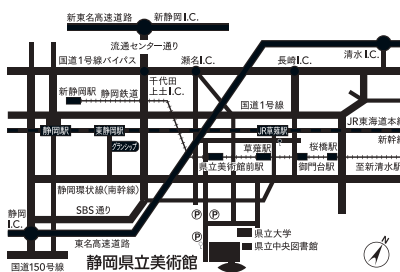 新東名高速道路
新静岡I.C.
流通センター通り
国道1号線バイパス
瀬名I.C.
長崎I.C.
清水I.C.
千代田
上土I.C.
新静岡駅
静岡鉄道
国道1号線
JR東海道本線
静岡駅
東静岡駅
JR草薙駅
グランシップ
草薙駅
桜橋駅
新幹線
県立美術館前駅
御門台駅
至新清水駅
静岡環状線(南幹線)
SBS通り
静岡
I.C.
東名高速道路
国道150号線
P
P
P
県立大学
県立中央図書館
静岡県立美術館
N